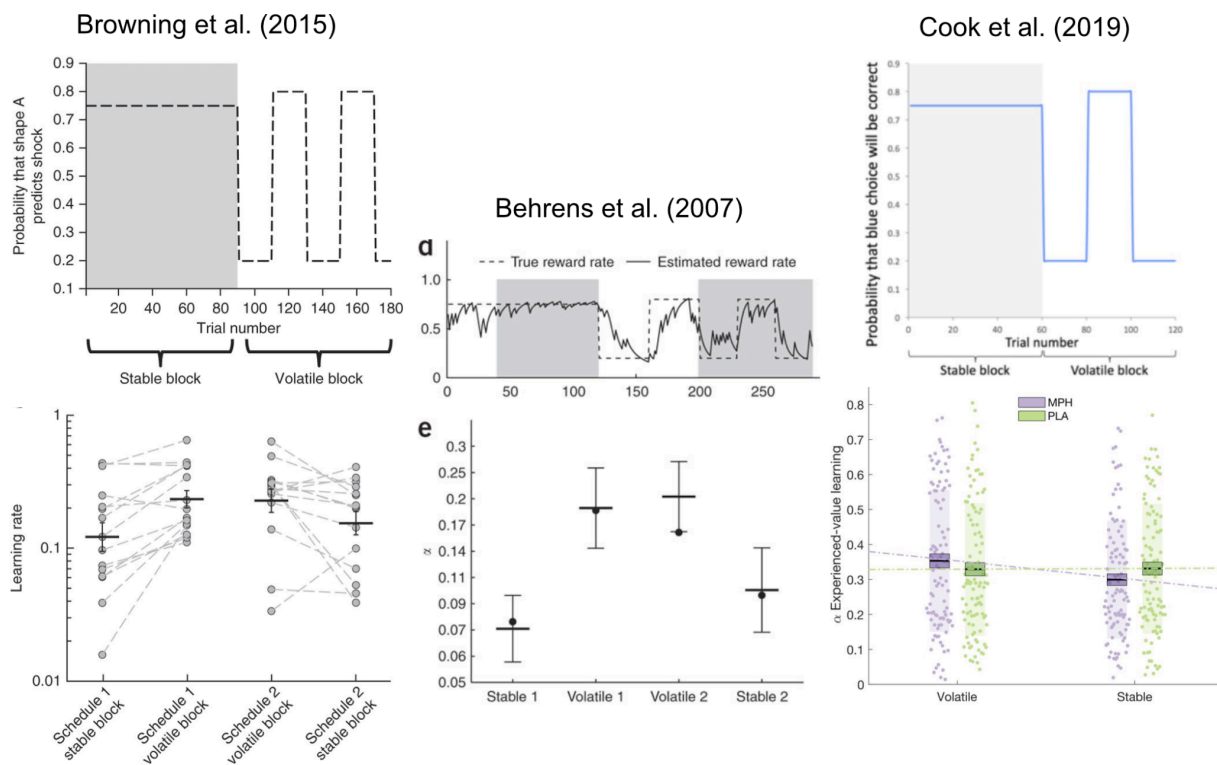 Browning et al. (2015)
0.9
0.8
0.7
0.6
0.5
0.4
0.3
0.2
0.1
Probability that shape A
predicts shock
20
40
60
80
100
120
140
160
180
Trial number
Stable block
Volatile block
1
0.1
0.01
Learning rate
Schedule 1
stable block
Schedule 1
volatile block
Schedule 2
volatile block
Schedule 2
stable block
Behrens et al. (2007)
d
True reward rate
Estimated reward rate
1.0
0.5
0
0
50
100
150
200
250
e
0.3
0.25
0.2
0.17
0.14
0.11
0.09
0.07
0.06
0.05
α
Stable 1
Volatile 1
Volatile 2
Stable 2
Cook et al. (2019)
0.9
0.8
0.7
0.6
0.5
0.4
0.3
0.2
0.1
0
Probability that blue choice will be correct
0
20
40
60
80
100
120
Trial number
Stable block
Volatile block
MPH
PLA
0.8
0.7
0.6
0.5
0.4
0.3
0.2
0.1
0
α Experienced-value learning
Volatile
Stable